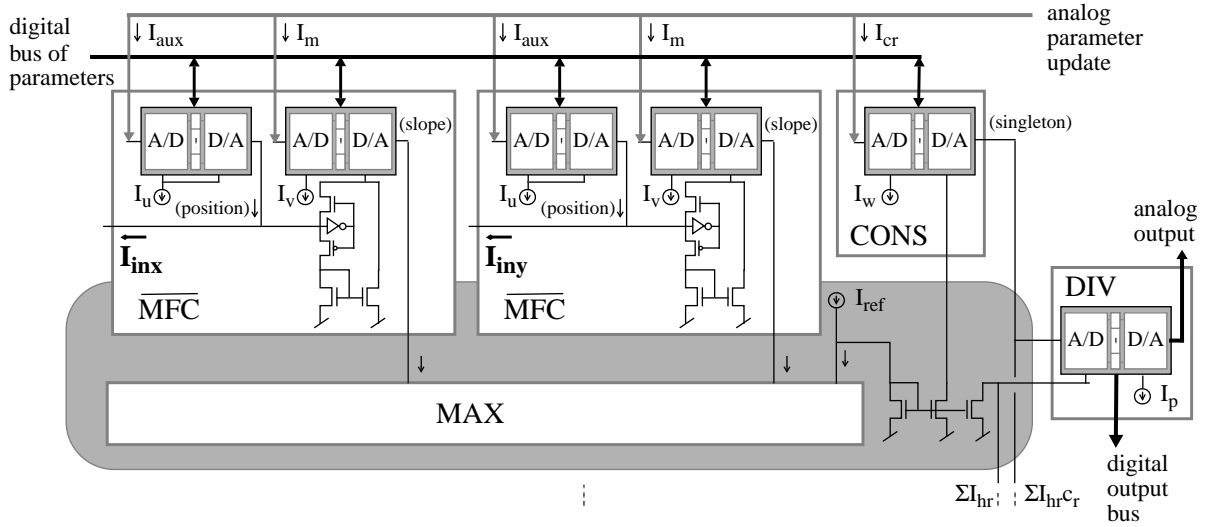 digital
bus of
parameters
I_aux
I_m
I_aux
I_m
I_cr
analog
parameter
update
A/D
D/A
A/D
D/A
(slope)
A/D
D/A
A/D
D/A
(slope)
A/D
D/A
(singleton)
I_u
(position)
I_v
I_u
(position)
I_v
I_w
CONS
I_inx
MFC
I_iny
MFC
I_ref
analog
output
DIV
A/D
D/A
I_p
MAX
digital
output
bus
ΣI_hr
ΣI_hr c_r